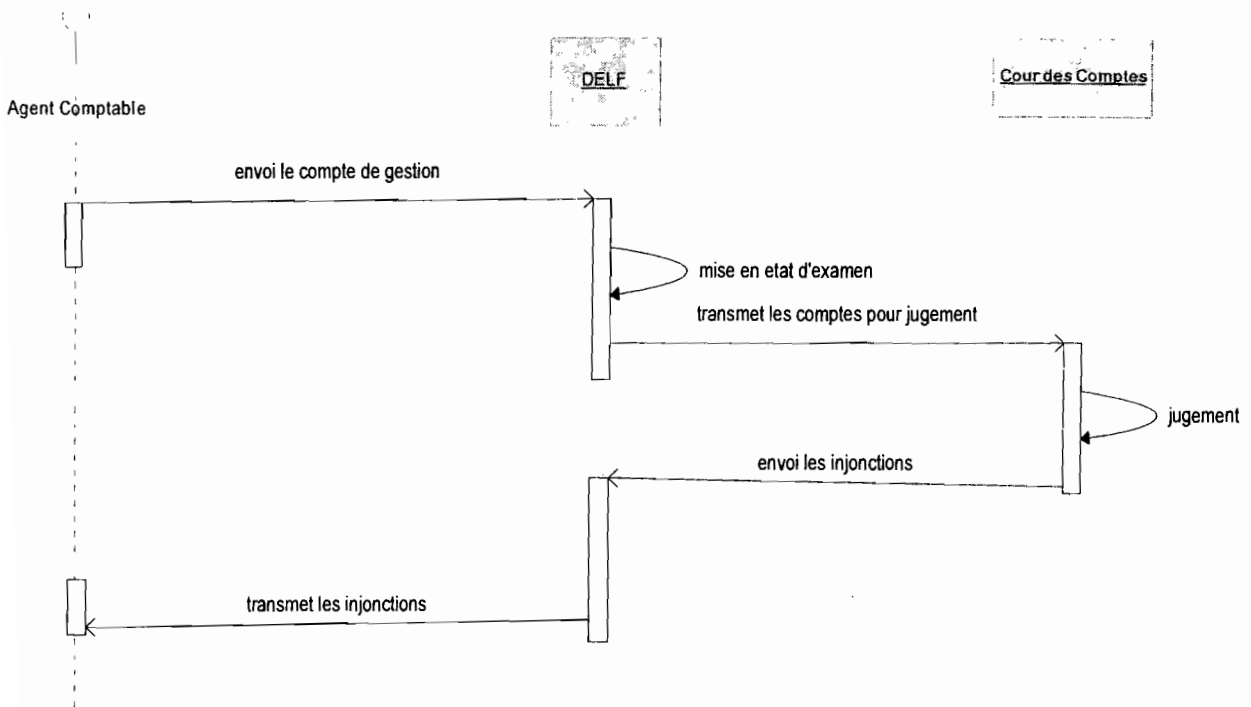 DELF
Cour des Comptes
Agent Comptable
envoi le compte de gestion
mise en etat d'examen
transmet les comptes pour jugement
jugement
envoi les injonctions
transmet les injonctions